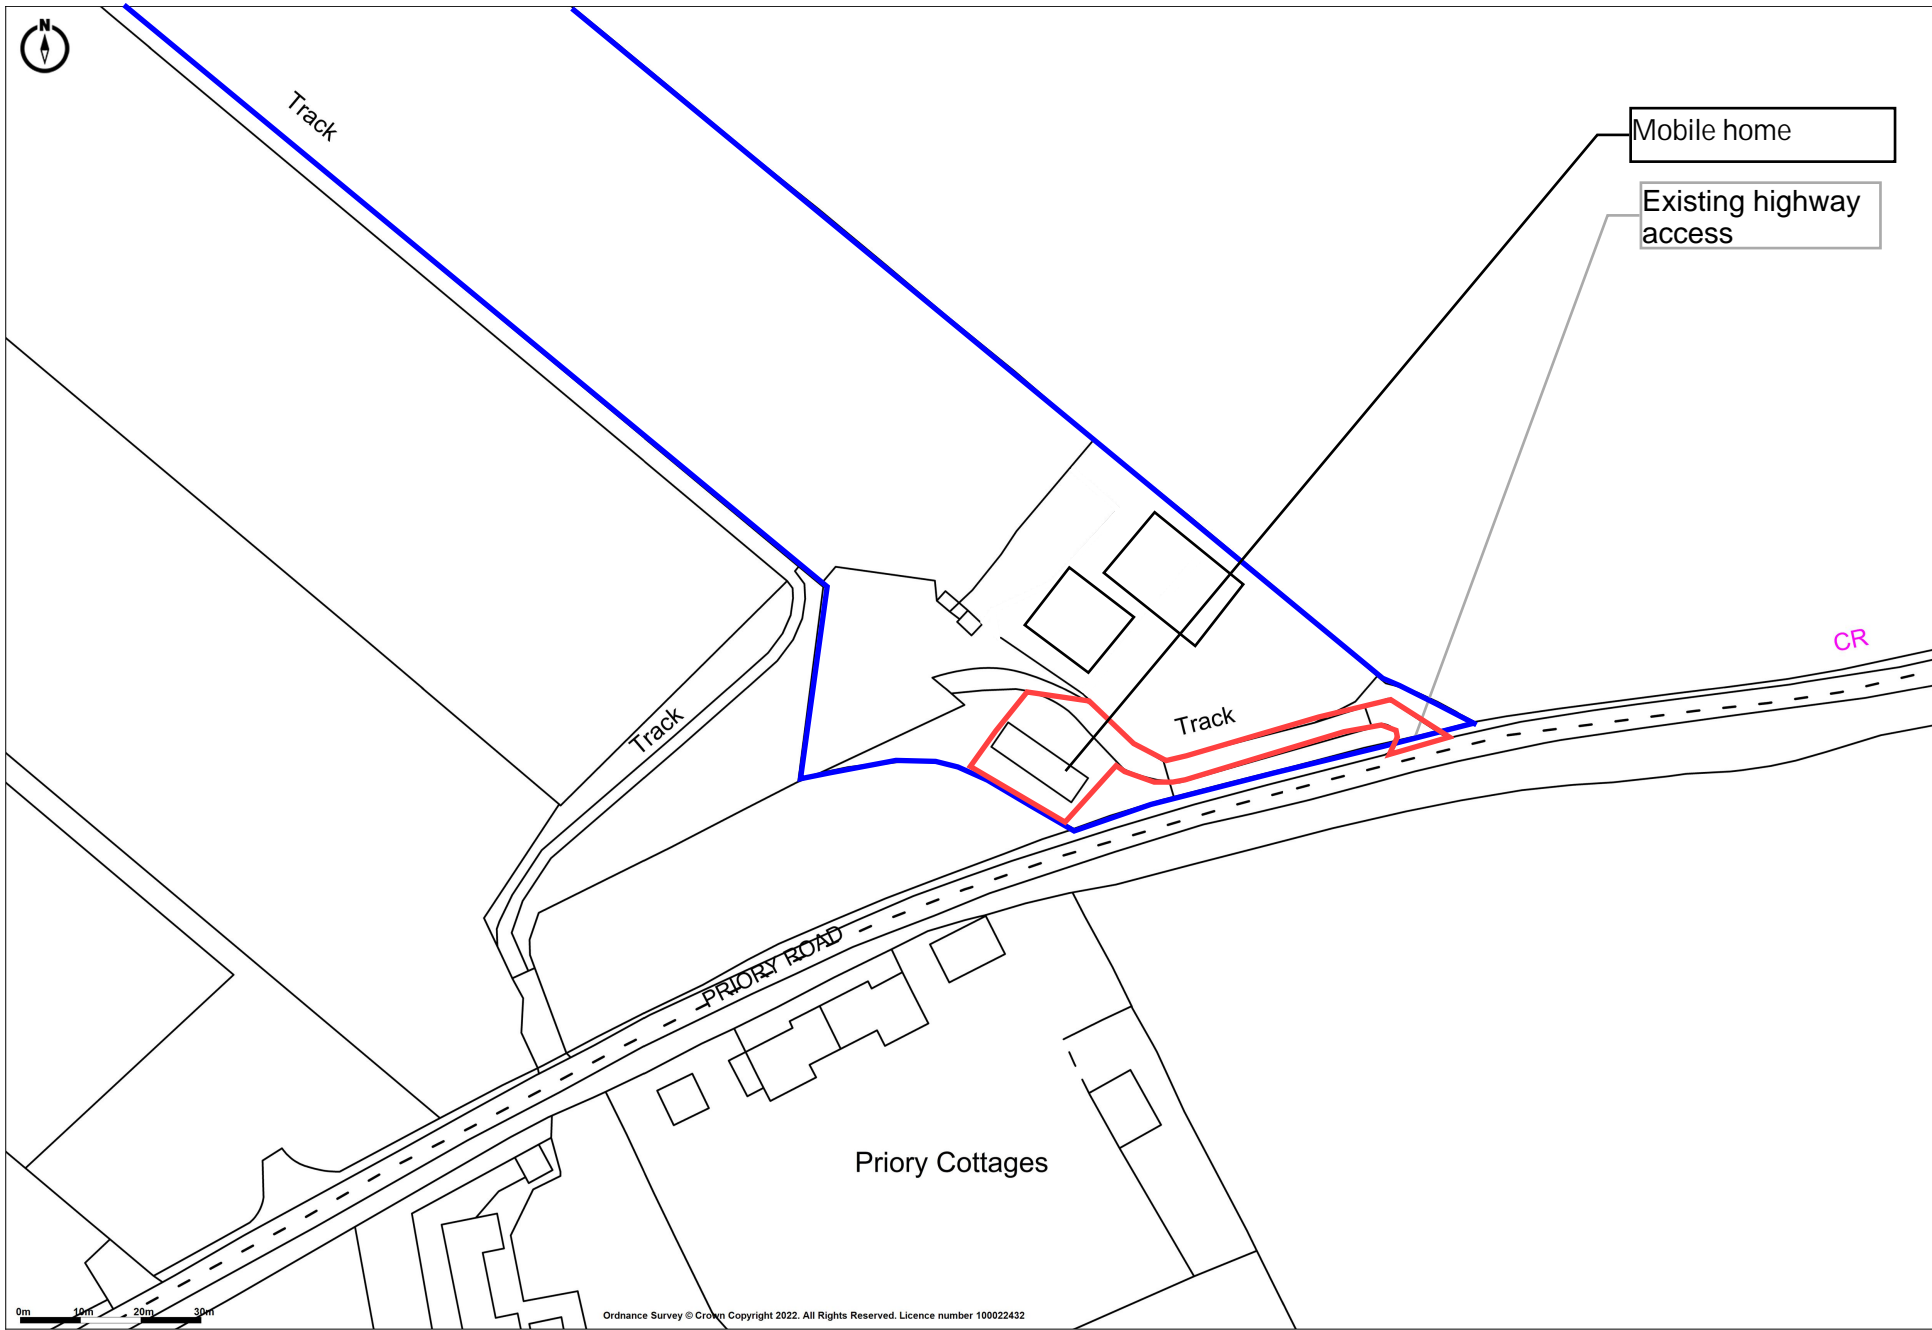 N
Track
Mobile home
Existing highway
access
CR
Track
Track
PRIORY ROAD
Priory Cottages
0m 10m 20m 30m
Ordnance Survey © Crown Copyright 2022. All Rights Reserved. Licence number 100022432